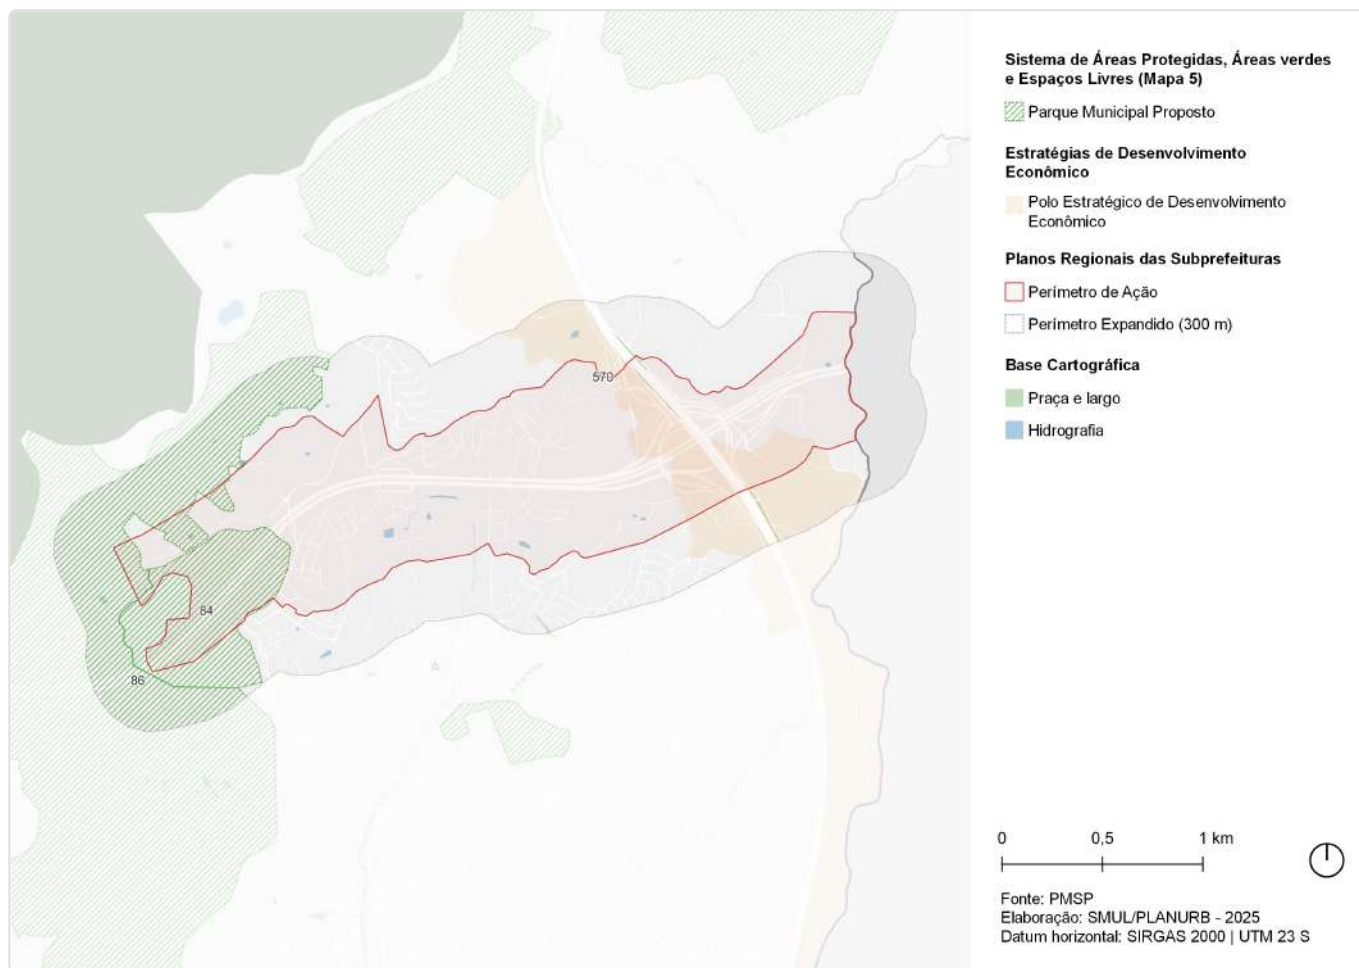 Sistema de Áreas Protegidas, Áreas verdes
e Espaços Livres (Mapa 5)
Parque Municipal Proposto
Estratégias de Desenvolvimento
Econômico
Polo Estratégico de Desenvolvimento
Econômico
Planos Regionais das Subprefeituras
Perímetro de Ação
Perímetro Expandido (300 m)
Base Cartográfica
Praça e largo
Hidrografia
570
84
86
0 0,5 1 km
Fonte: PMSP
Elaboração: SMUL/PLANURB - 2025
Datum horizontal: SIRGAS 2000 | UTM 23 S